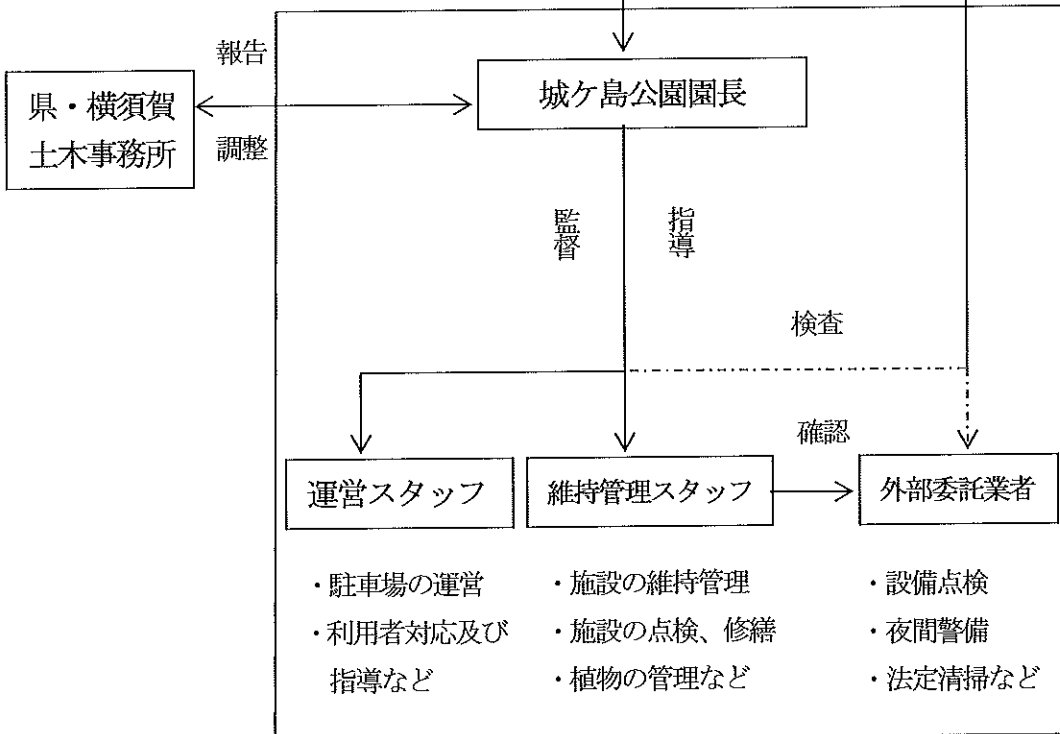 報告
県・横須賀
土木事務所
調整
城ケ島公園園長
監督
指導
検査
確認
運営スタッフ
維持管理スタッフ
外部委託業者
・駐車場の運営
・利用者対応及び
指導など
・施設の維持管理
・施設の点検、修繕
・植物の管理など
・設備点検
・夜間警備
・法定清掃など